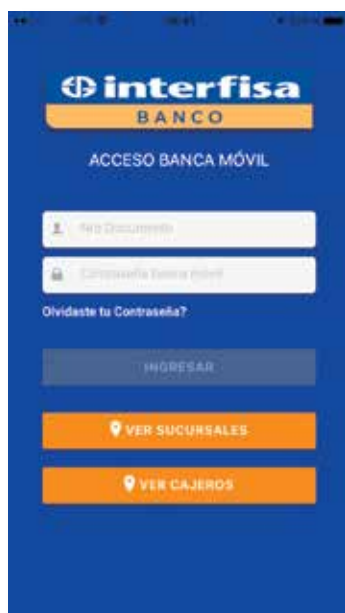 interfisa
BANCO
ACCESO BANCA MÓVIL
Nro Documento
Contraseña banca móvil
Olvidaste tu Contraseña?
INGRESAR
VER SUCURSALES
VER CAJEROS